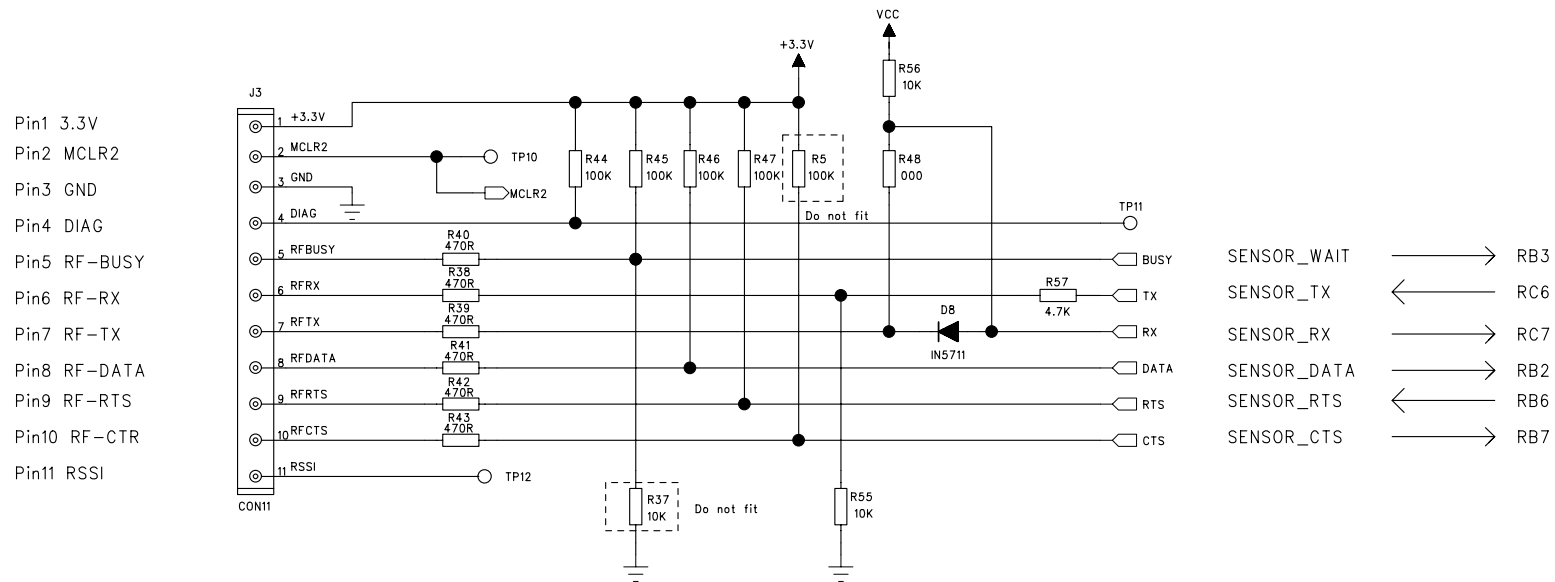 VCC
+3.3V
R56
10K
J3
Pin1 3.3V
1 +3.3V
Pin2 MCLR2
2 MCLR2
TP10
R44
100K
R45
100K
R46
100K
R47
100K
R5
100K
R48
000
Pin3 GND
3 GND
MCLR2
Do not fit
TP11
Pin4 DIAG
4 DIAG
R40
470R
Pin5 RF-BUSY
5 RFBUSY
BUSY
SENSOR_WAIT
RB3
R38
470R
Pin6 RF-RX
6 RFRX
R57
4.7K
TX
SENSOR_TX
RC6
R39
470R
D8
Pin7 RF-TX
7 RFTX
RX
SENSOR_RX
RC7
R41
470R
IN5711
Pin8 RF-DATA
8 RFDATA
DATA
SENSOR_DATA
RB2
R42
470R
Pin9 RF-RTS
9 RFRTS
RTS
SENSOR_RTS
RB6
R43
470R
Pin10 RF-CTR
10 RFCTS
CTS
SENSOR_CTS
RB7
Pin11 RSSI
11 RSSI
TP12
CON11
R37
10K
Do not fit
R55
10K